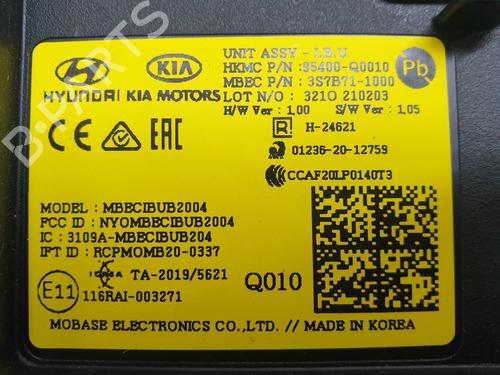 UNIT ASSY - I.B.U
HKMC P/N : 95400-Q0010
MBEC P/N : 3S7B71-1000
LOT N/O : 3210 210203
H/W Ver : 1.00 S/W Ver : 1.05
Pb
HYUNDAI KIA MOTORS
KIA
CE
R H-24621
01236-20-12759
CCAF20LP0140T3
MODEL : MBECIBUB2004
FCC ID : NYOMBECIBUB2004
IC : 3109A-MBECIBUB204
IFT ID : RCPMOMB20-0337
TA-2019/5621
E11 116RAI-003271
Q010
MOBASE ELECTRONICS CO.,LTD. // MADE IN KOREA
B-PARTS